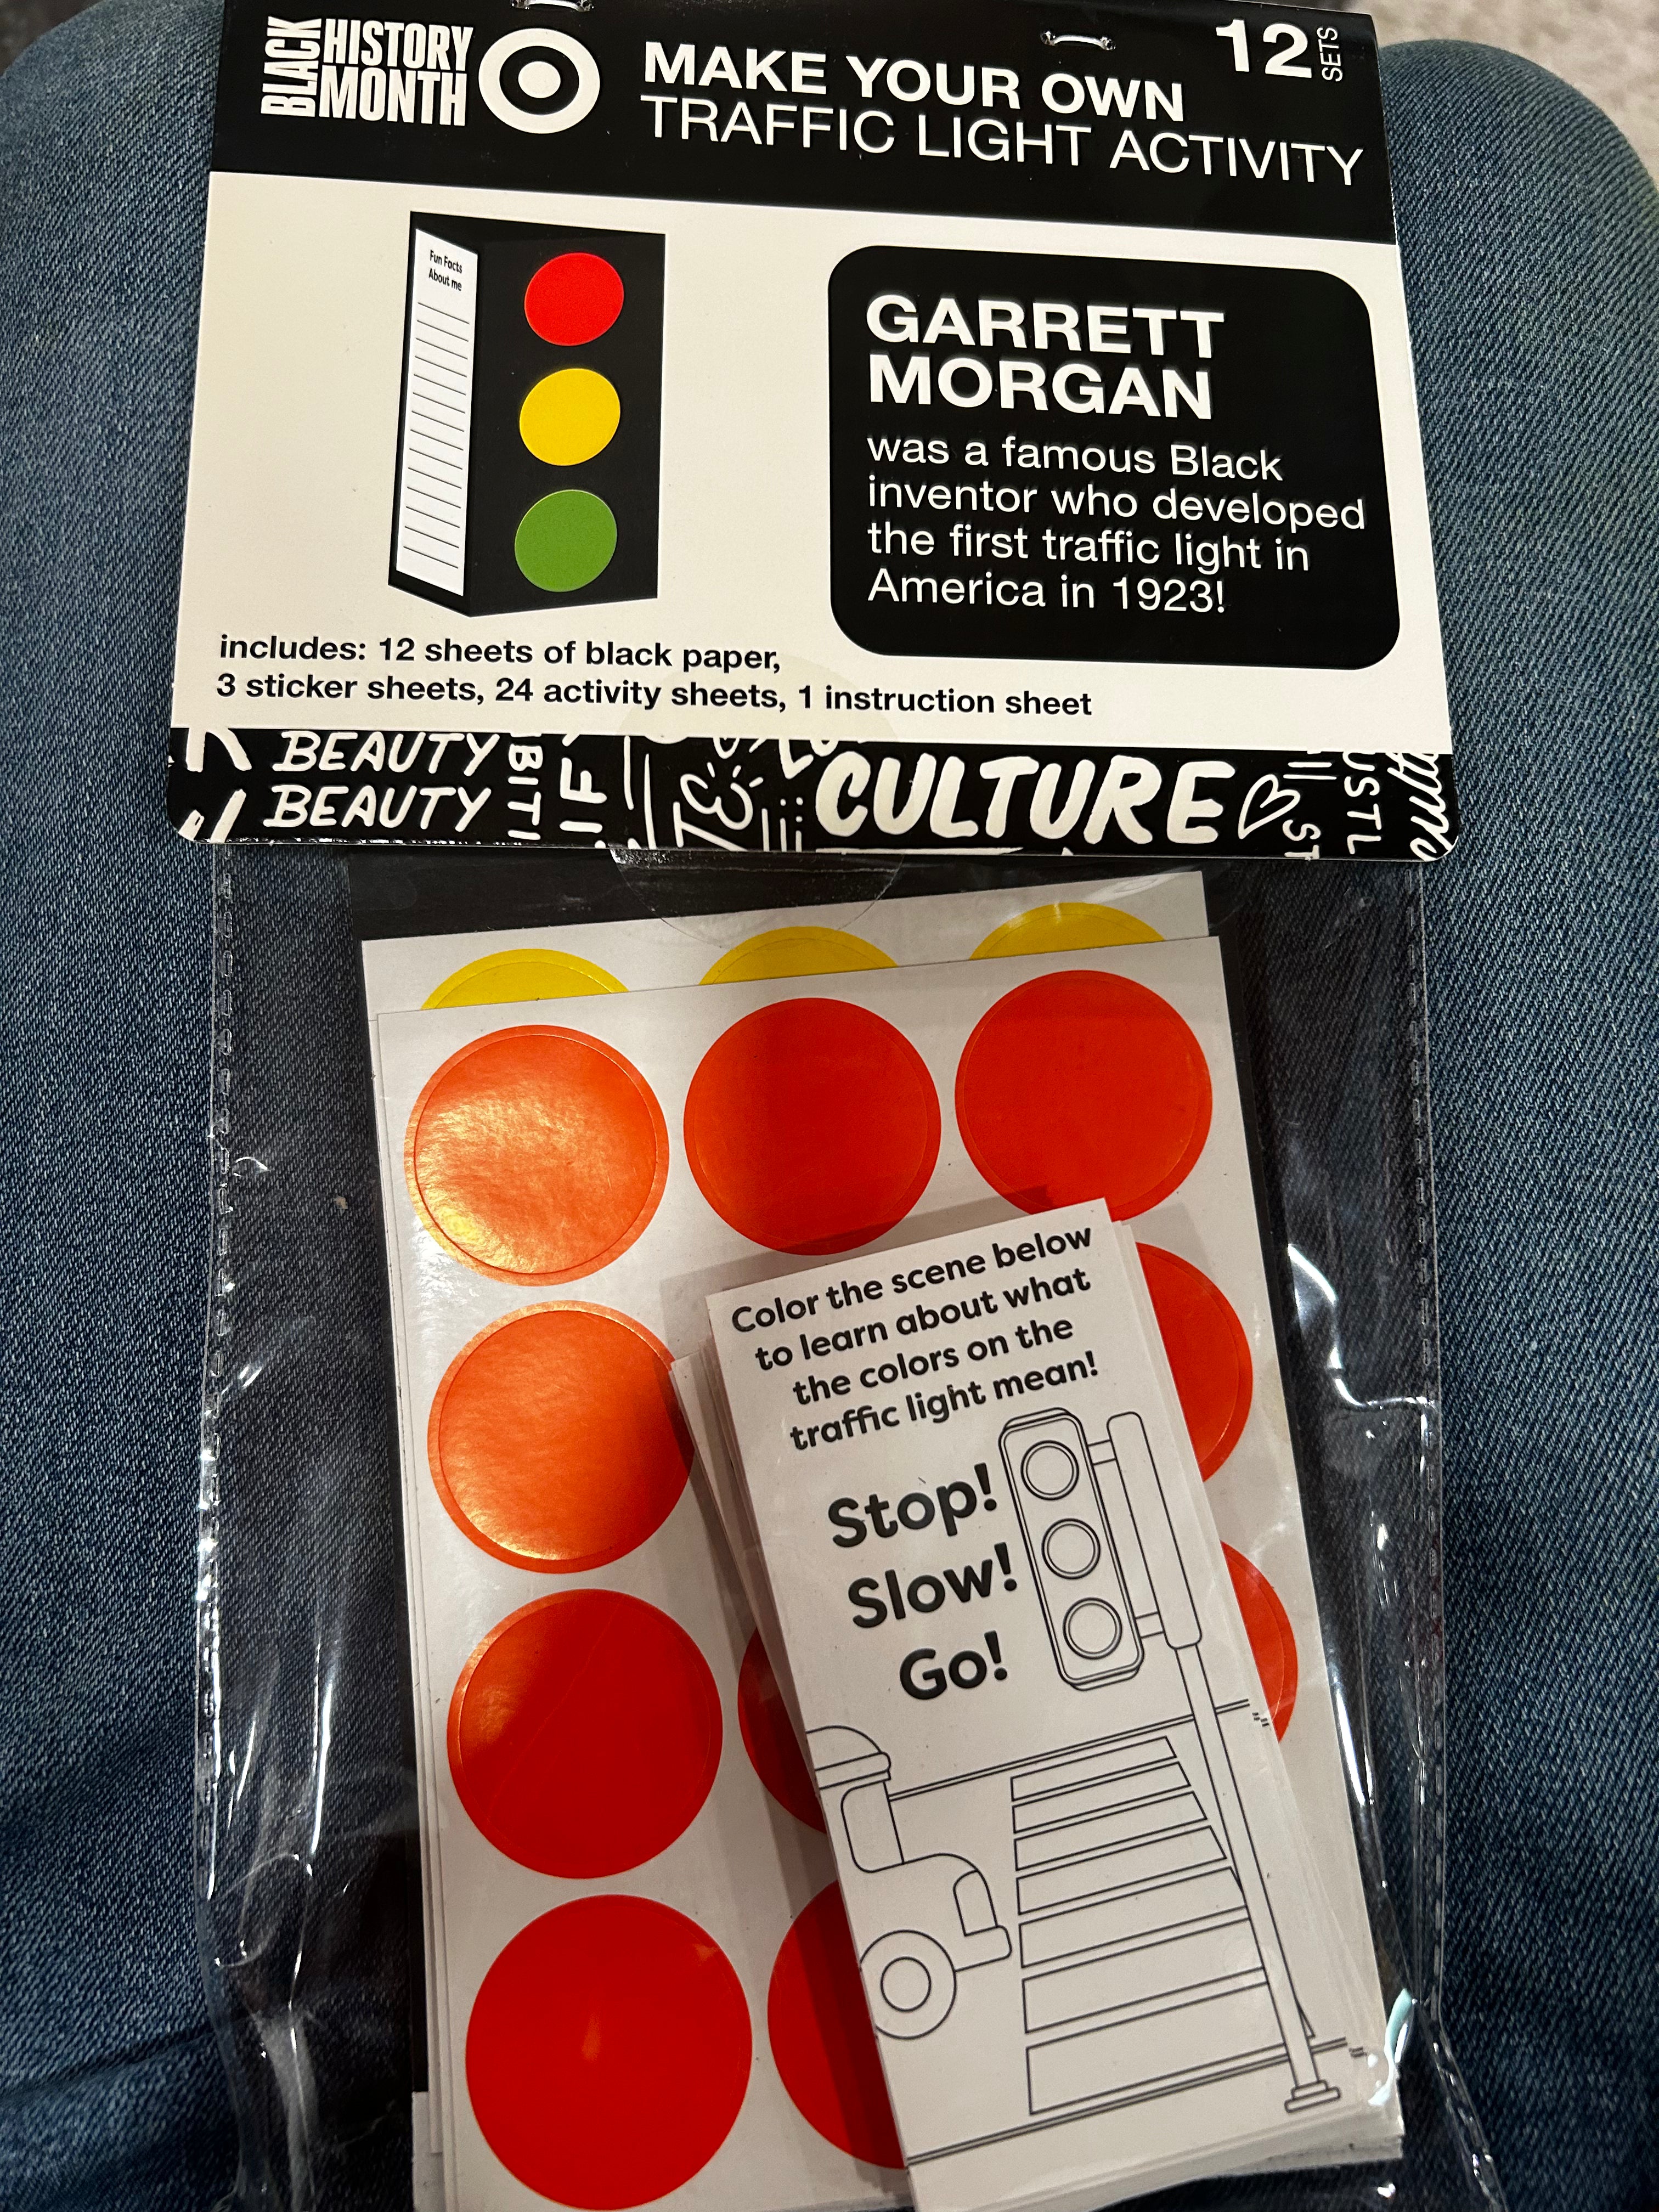 BLACK
HISTORY
MONTH
MAKE YOUR OWN
TRAFFIC LIGHT ACTIVITY
12
SETS
Fun Facts
About me
GARRETT
MORGAN
was a famous Black
inventor who developed
the first traffic light in
America in 1923!
includes: 12 sheets of black paper,
3 sticker sheets, 24 activity sheets, 1 instruction sheet
BEAUTY
BEAUTY
CULTURE
Color the scene below
to learn about what
the colors on the
traffic light mean!
Stop!
Slow!
Go!